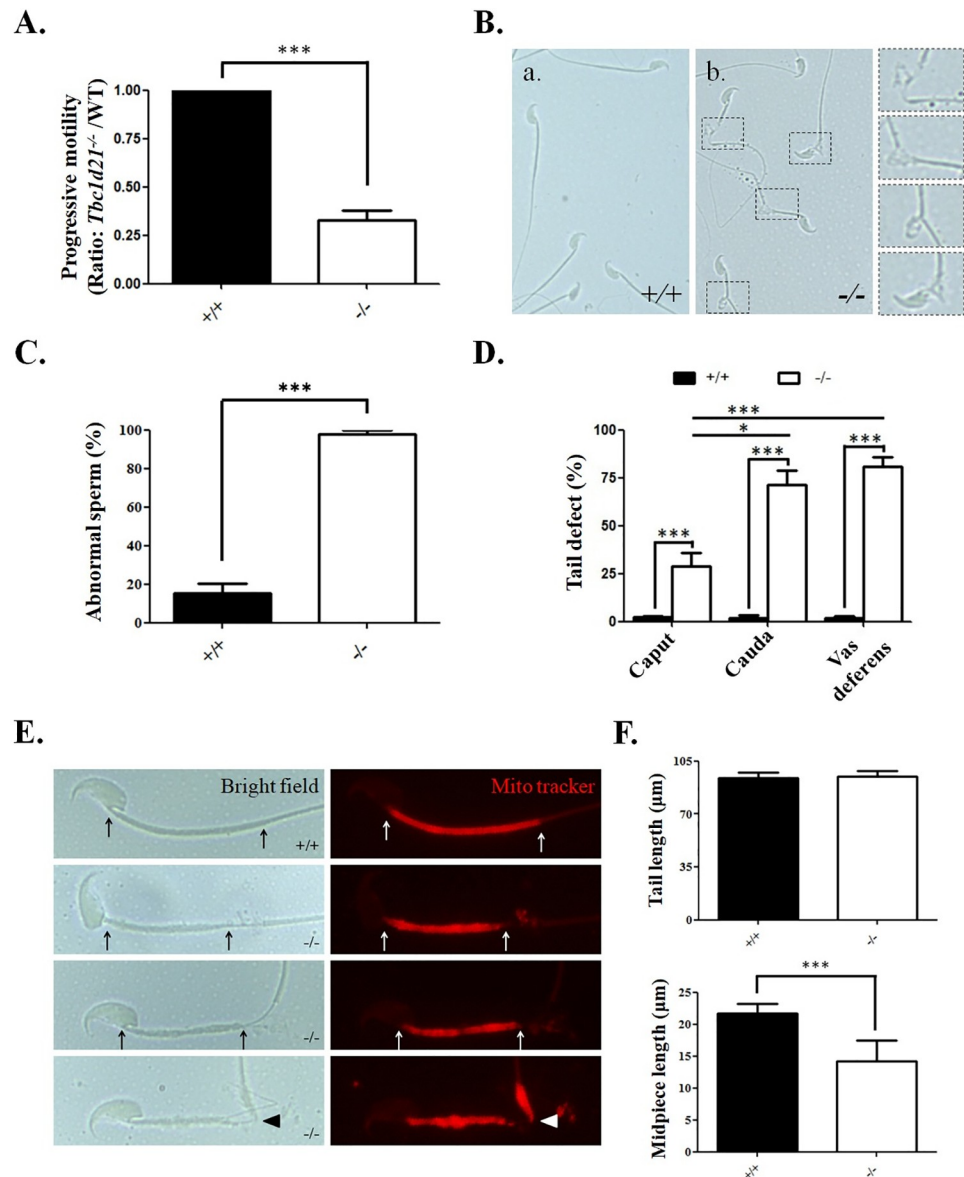 A.
***
Progressive motility
(Ratio: Tbc1d21-/- /WT)
1.00
0.75
0.50
0.25
0.00
+/+
-/-
B.
a.
+/+
b.
-/-
C.
***
Abnormal sperm (%)
100
80
60
40
20
0
+/+
-/-
D.
+/+
-/-
***
*
***
***
***
Tail defect (%)
100
75
50
25
0
Caput
Cauda
Vas
deferens
E.
Bright field
+/+
Mito tracker
-/-
-/-
-/-
F.
Tail length (µm)
105
70
35
0
+/+
-/-
***
Midpiece length (µm)
25
20
15
10
5
0
+/+
-/-